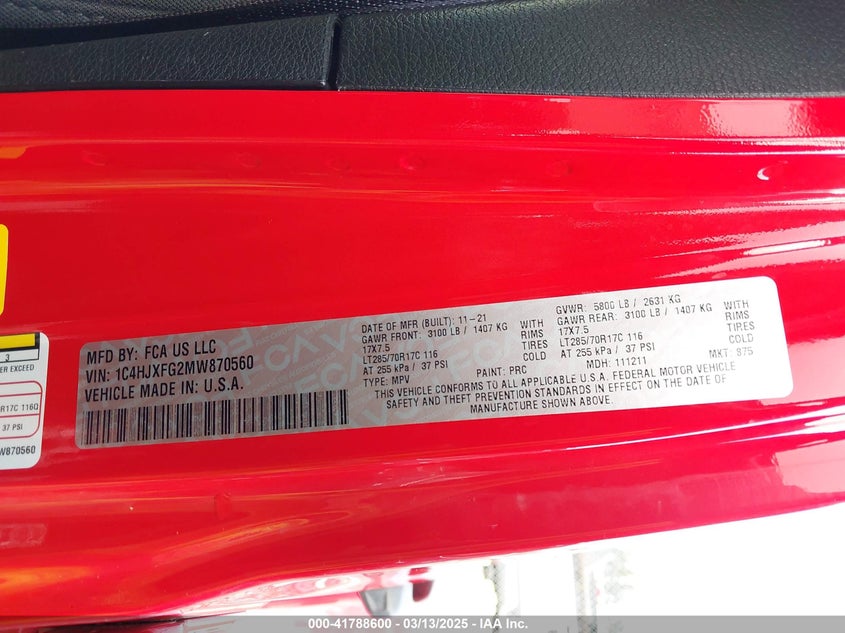 3
ER EXCEED
R17C 116Q
37 PSI
W870560
MFD BY: FCA US LLC
VIN: 1C4HJXFG2MW870560
VEHICLE MADE IN U.S.A.
DATE OF MFR (BUILT): 11-21
GAWR FRONT: 3100 LB / 1407 KG WITH
17X7.5 RIMS
LT285/70R17C 116 TIRES
AT 255 kPa / 37 PSI COLD
TYPE: MPV
PAINT: PRC
GVWR: 5800 LB / 2631 KG
GAWR REAR: 3100 LB / 1407 KG WITH
17X7.5 RIMS
LT285/70R17C 116 TIRES
AT 255 kPa / 37 PSI COLD
MDH: 111211
MKT: 875
THIS VEHICLE CONFORMS TO ALL APPLICABLE U.S.A. FEDERAL MOTOR VEHICLE
SAFETY AND THEFT PREVENTION STANDARDS IN EFFECT ON THE DATE OF
MANUFACTURE SHOWN ABOVE.
000-41788600 - 03/13/2025 - IAAI.COM